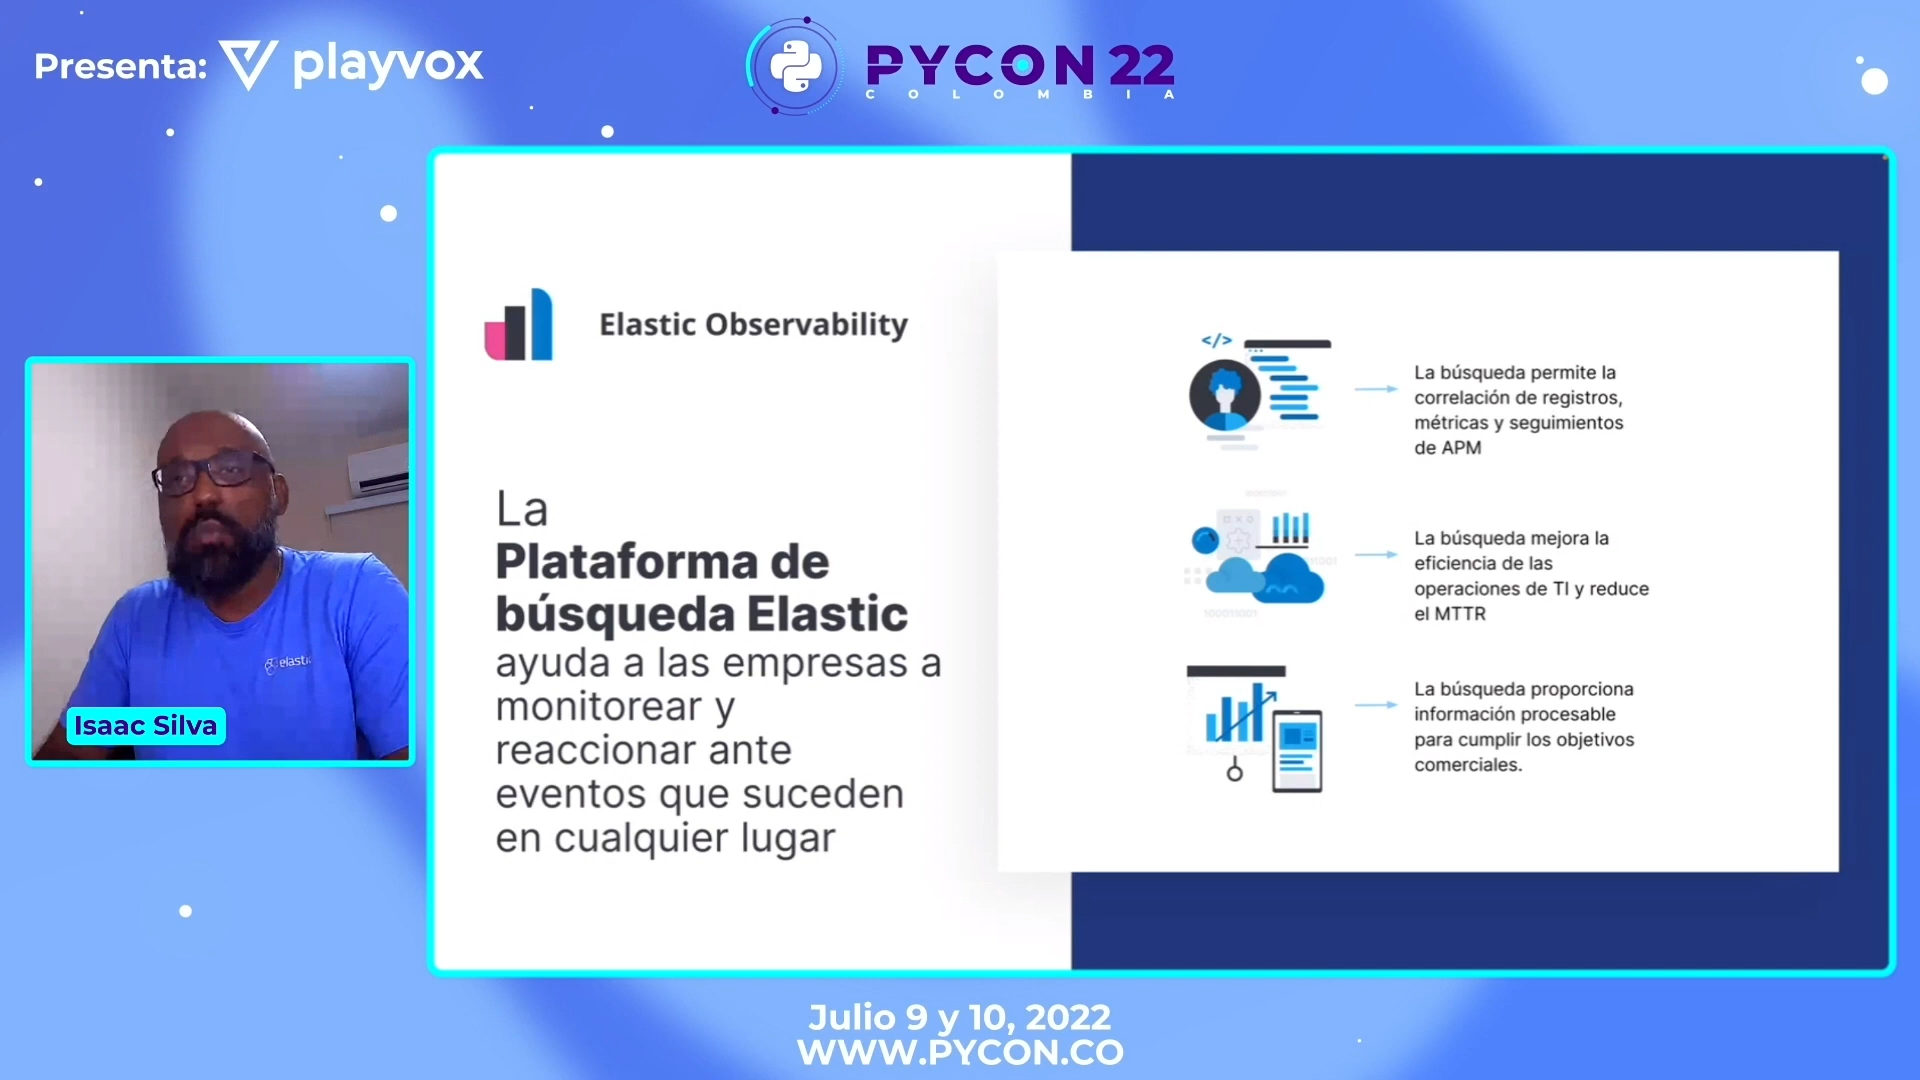 Presenta: playvox
PYCON 22
COLOMBIA
Elastic Observability
La
Plataforma de
búsqueda Elastic
ayuda a las empresas a
monitorear y
reaccionar ante
eventos que suceden
en cualquier lugar
</>
La búsqueda permite la
correlación de registros,
métricas y seguimientos
de APM
La búsqueda mejora la
eficiencia de las
operaciones de TI y reduce
el MTTR
100011001
La búsqueda proporciona
información procesable
para cumplir los objetivos
comerciales.
elastic
Isaac Silva
Julio 9 y 10, 2022
WWW.PYCON.CO